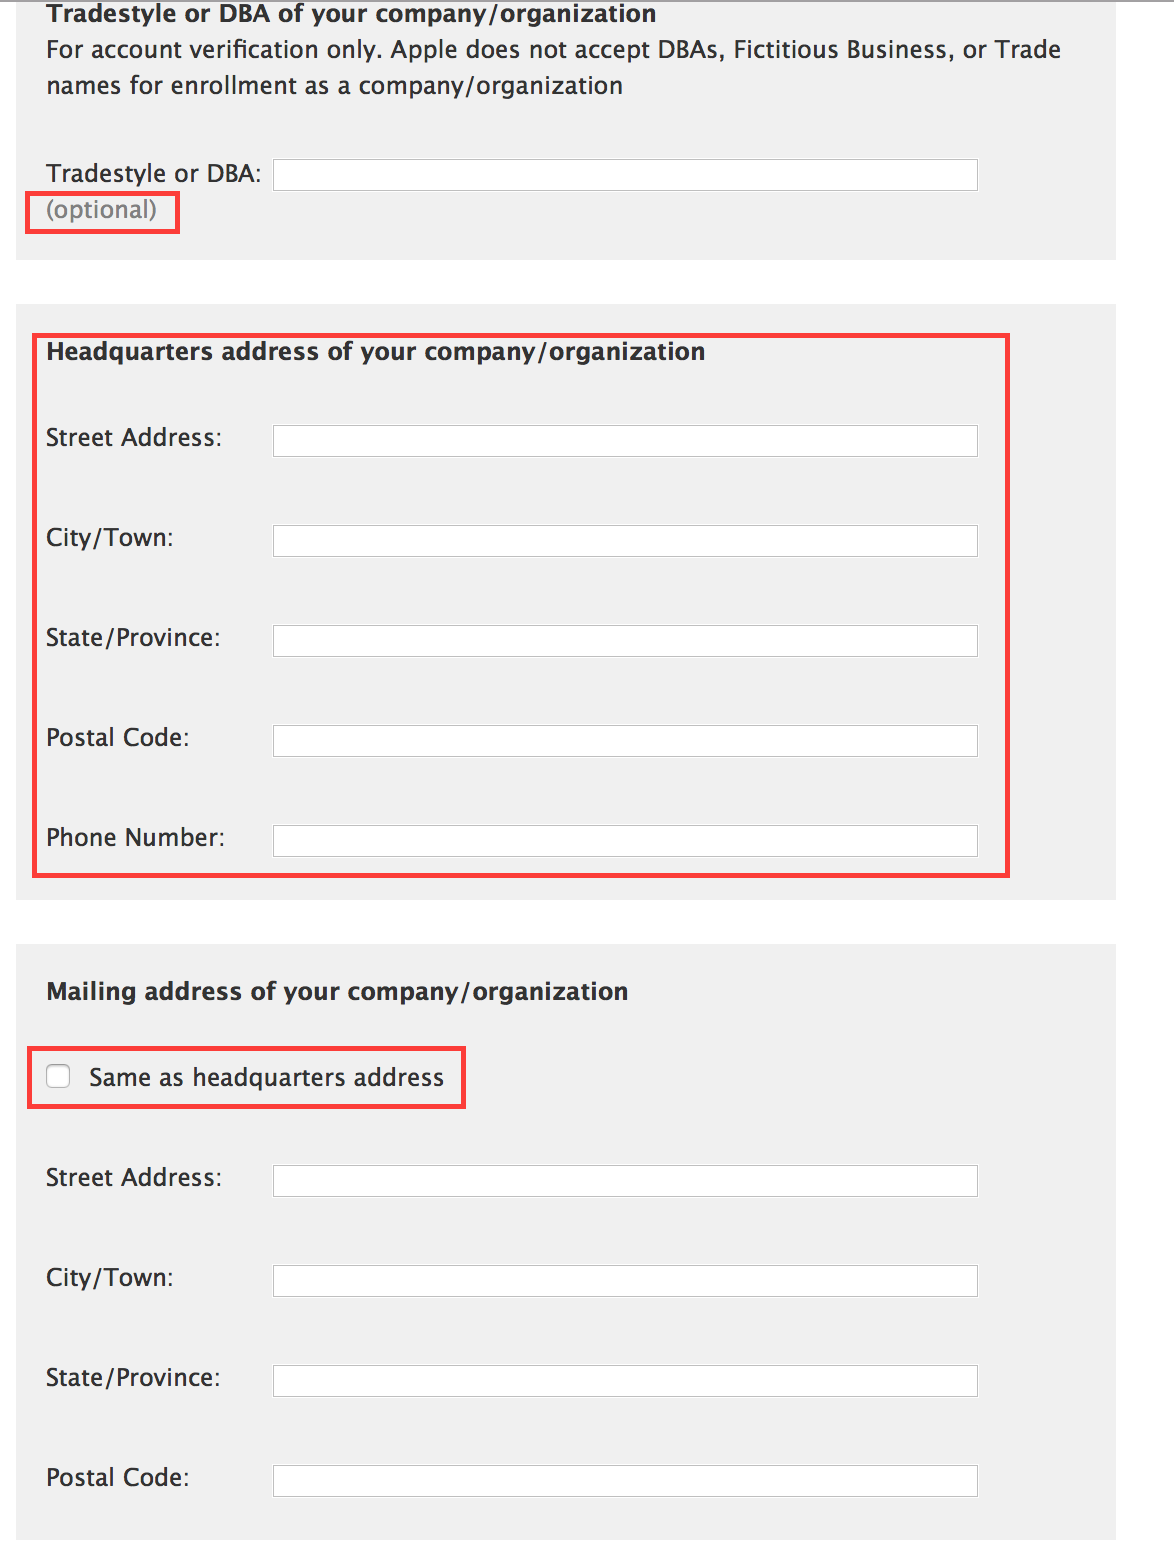 Tradestyle or DBA of your company/organization
For account verification only. Apple does not accept DBAs, Fictitious Business, or Trade
names for enrollment as a company/organization
Tradestyle or DBA:
(optional)
Headquarters address of your company/organization
Street Address:
City/Town:
State/Province:
Postal Code:
Phone Number:
Mailing address of your company/organization
Same as headquarters address
Street Address:
City/Town:
State/Province:
Postal Code: